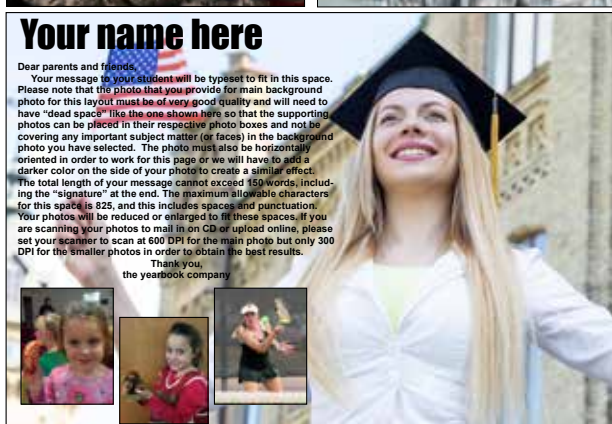 Your name here
Dear parents and friends,
Your message to your student will be typeset to fit in this space.
Please note that the photo that you provide for main background
photo for this layout must be of very good quality and will need to
have “dead space” like the one shown here so that the supporting
photos can be placed in their respective photo boxes and not be
covering any important subject matter (or faces) in the background
photo you have selected. The photo must also be horizontally
oriented in order to work for this page or we will have to add a
darker color on the side of your photo to create a similar effect.
The total length of your message cannot exceed 150 words, includ-
ing the “signature” at the end. The maximum allowable characters
for this space is 825, and this includes spaces and punctuation.
Your photos will be reduced or enlarged to fit these spaces. If you
are scanning your photos to mail in on CD or upload online, please
set your scanner to scan at 600 DPI for the main photo but only 300
DPI for the smaller photos in order to obtain the best results.
Thank you,
the yearbook company